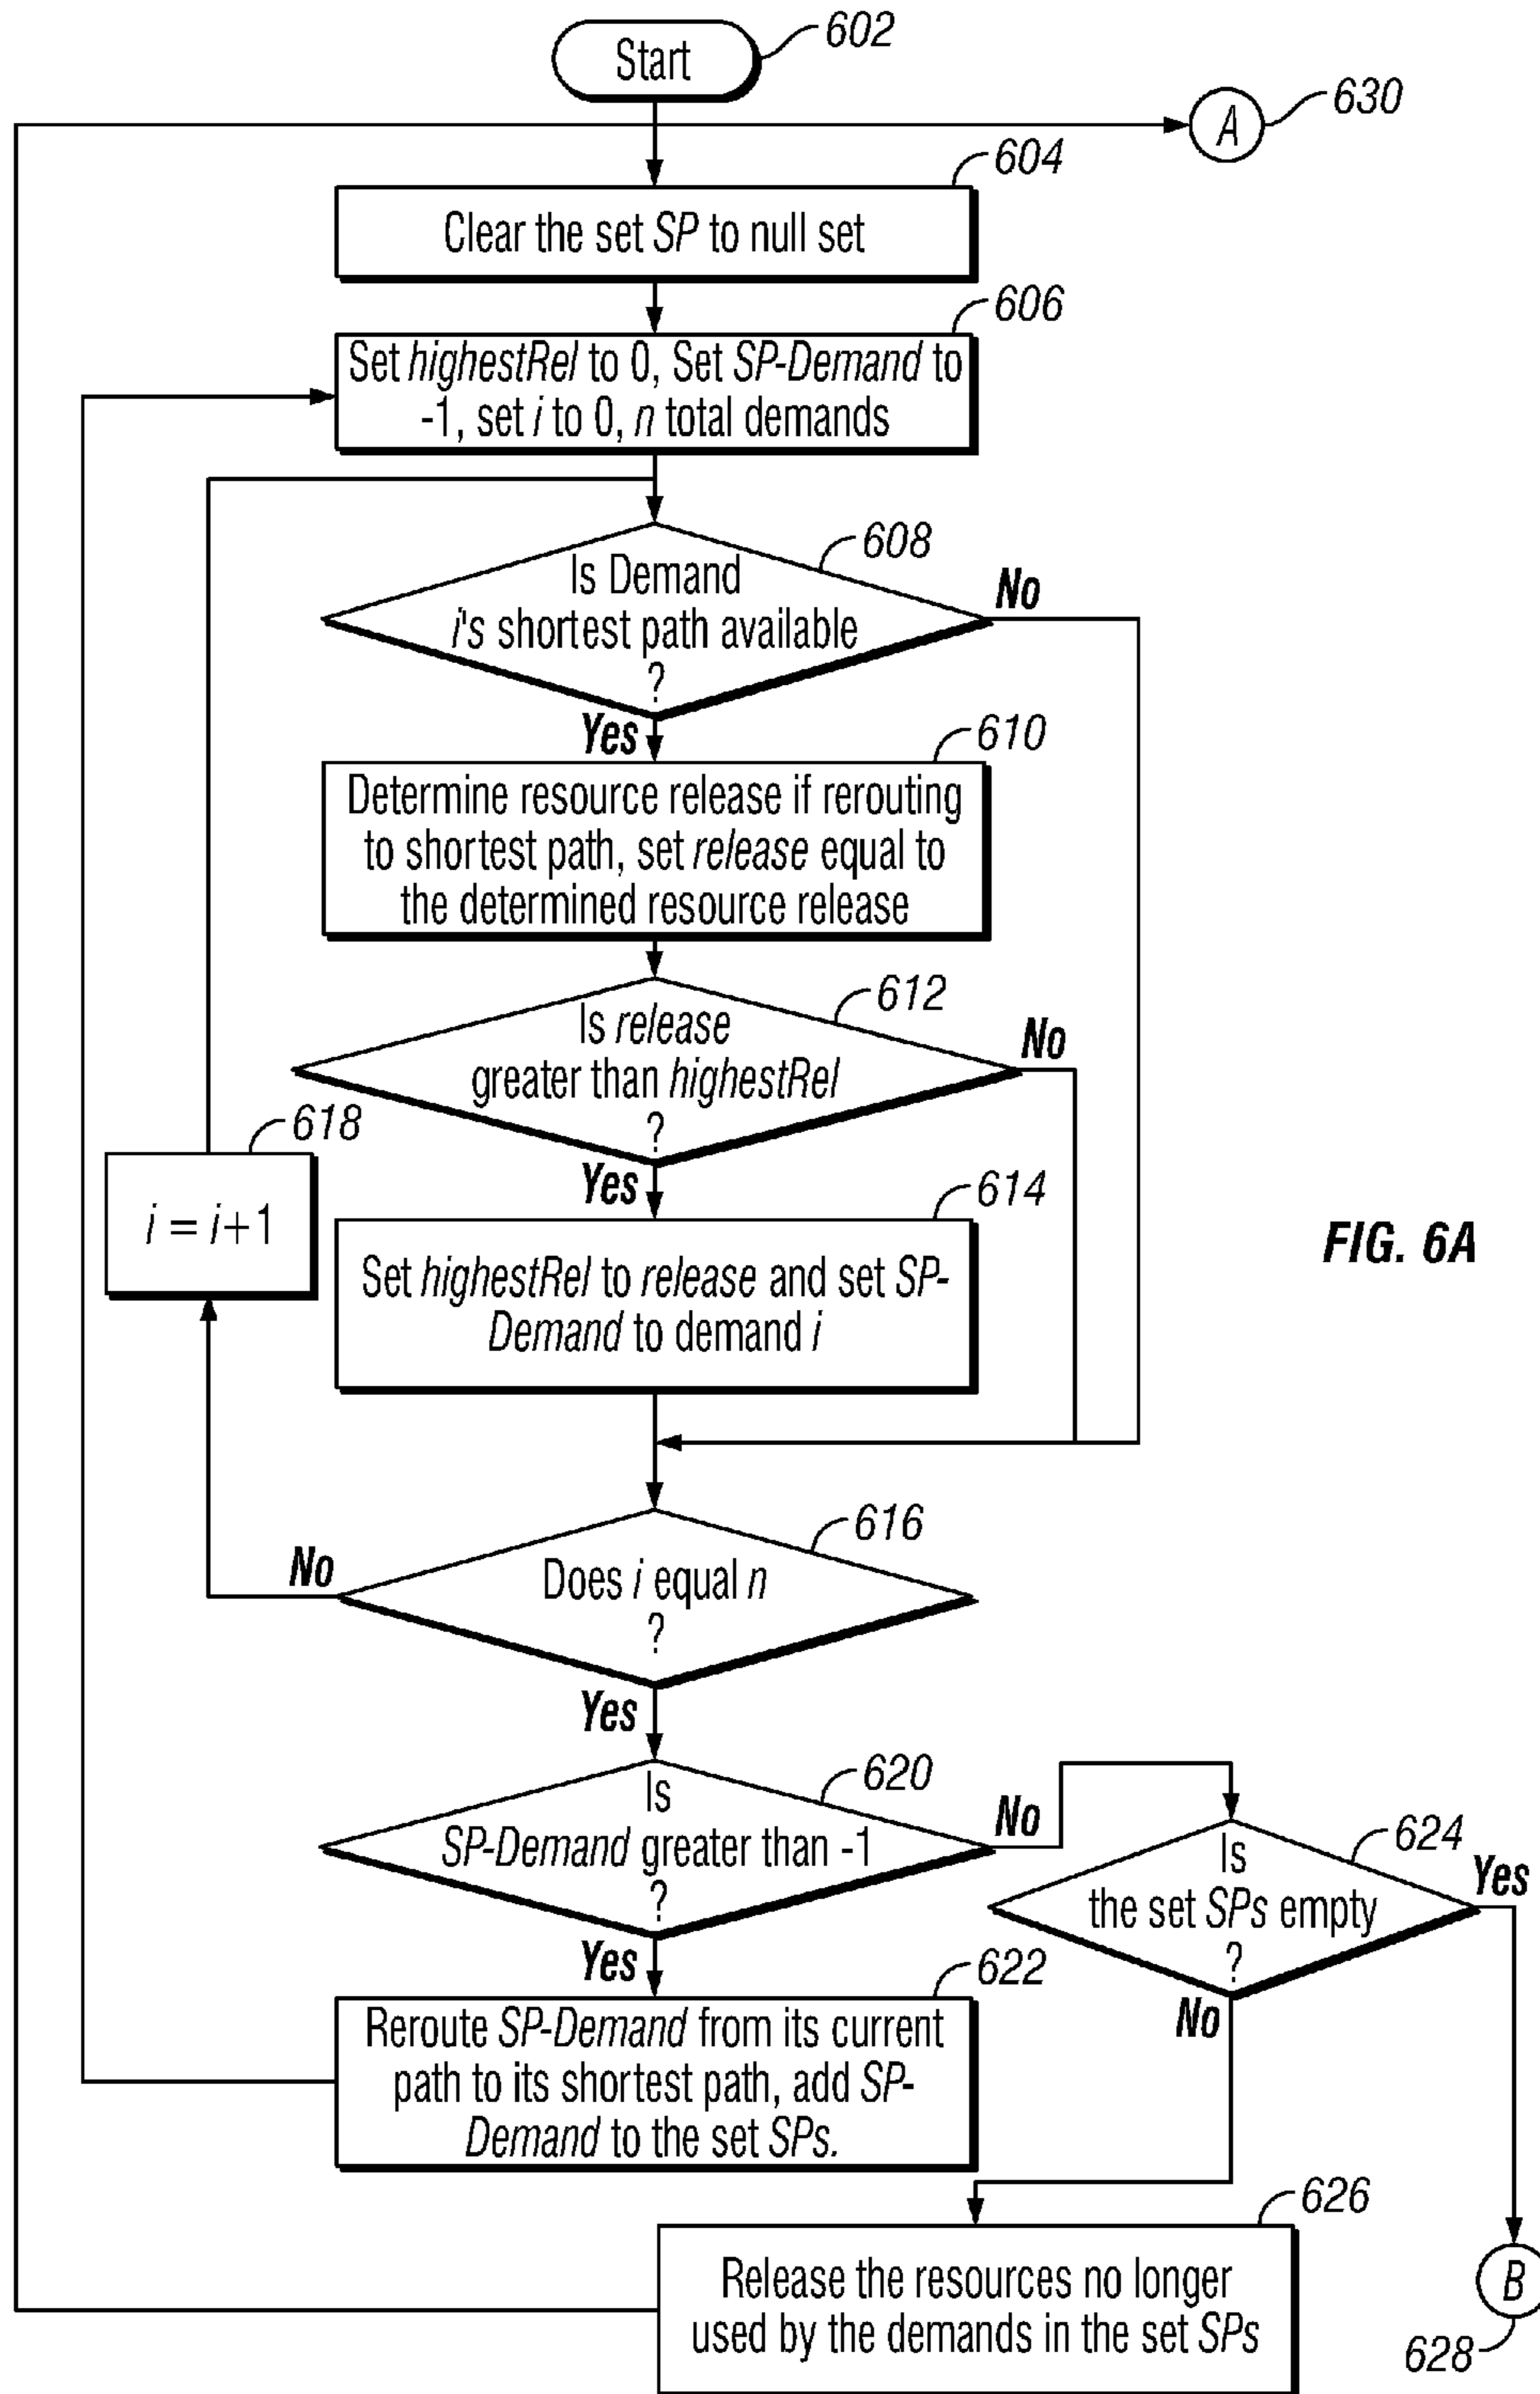 Start
602
A
630
604
Clear the set SP to null set
606
Set highestRel to 0, Set SP-Demand to
-1, set i to 0, n total demands
608
Is Demand
i's shortest path available
?
No
Yes
610
Determine resource release if rerouting
to shortest path, set release equal to
the determined resource release
612
Is release
greater than highestRel
?
No
Yes
618
i = i+1
614
Set highestRel to release and set SP-
Demand to demand i
FIG. 6A
616
Does i equal n
?
No
Yes
620
Is
SP-Demand greater than -1
?
No
Yes
624
Is
the set SPs empty
?
Yes
No
622
Reroute SP-Demand from its current
path to its shortest path, add SP-
Demand to the set SPs.
626
Release the resources no longer
used by the demands in the set SPs
B
628